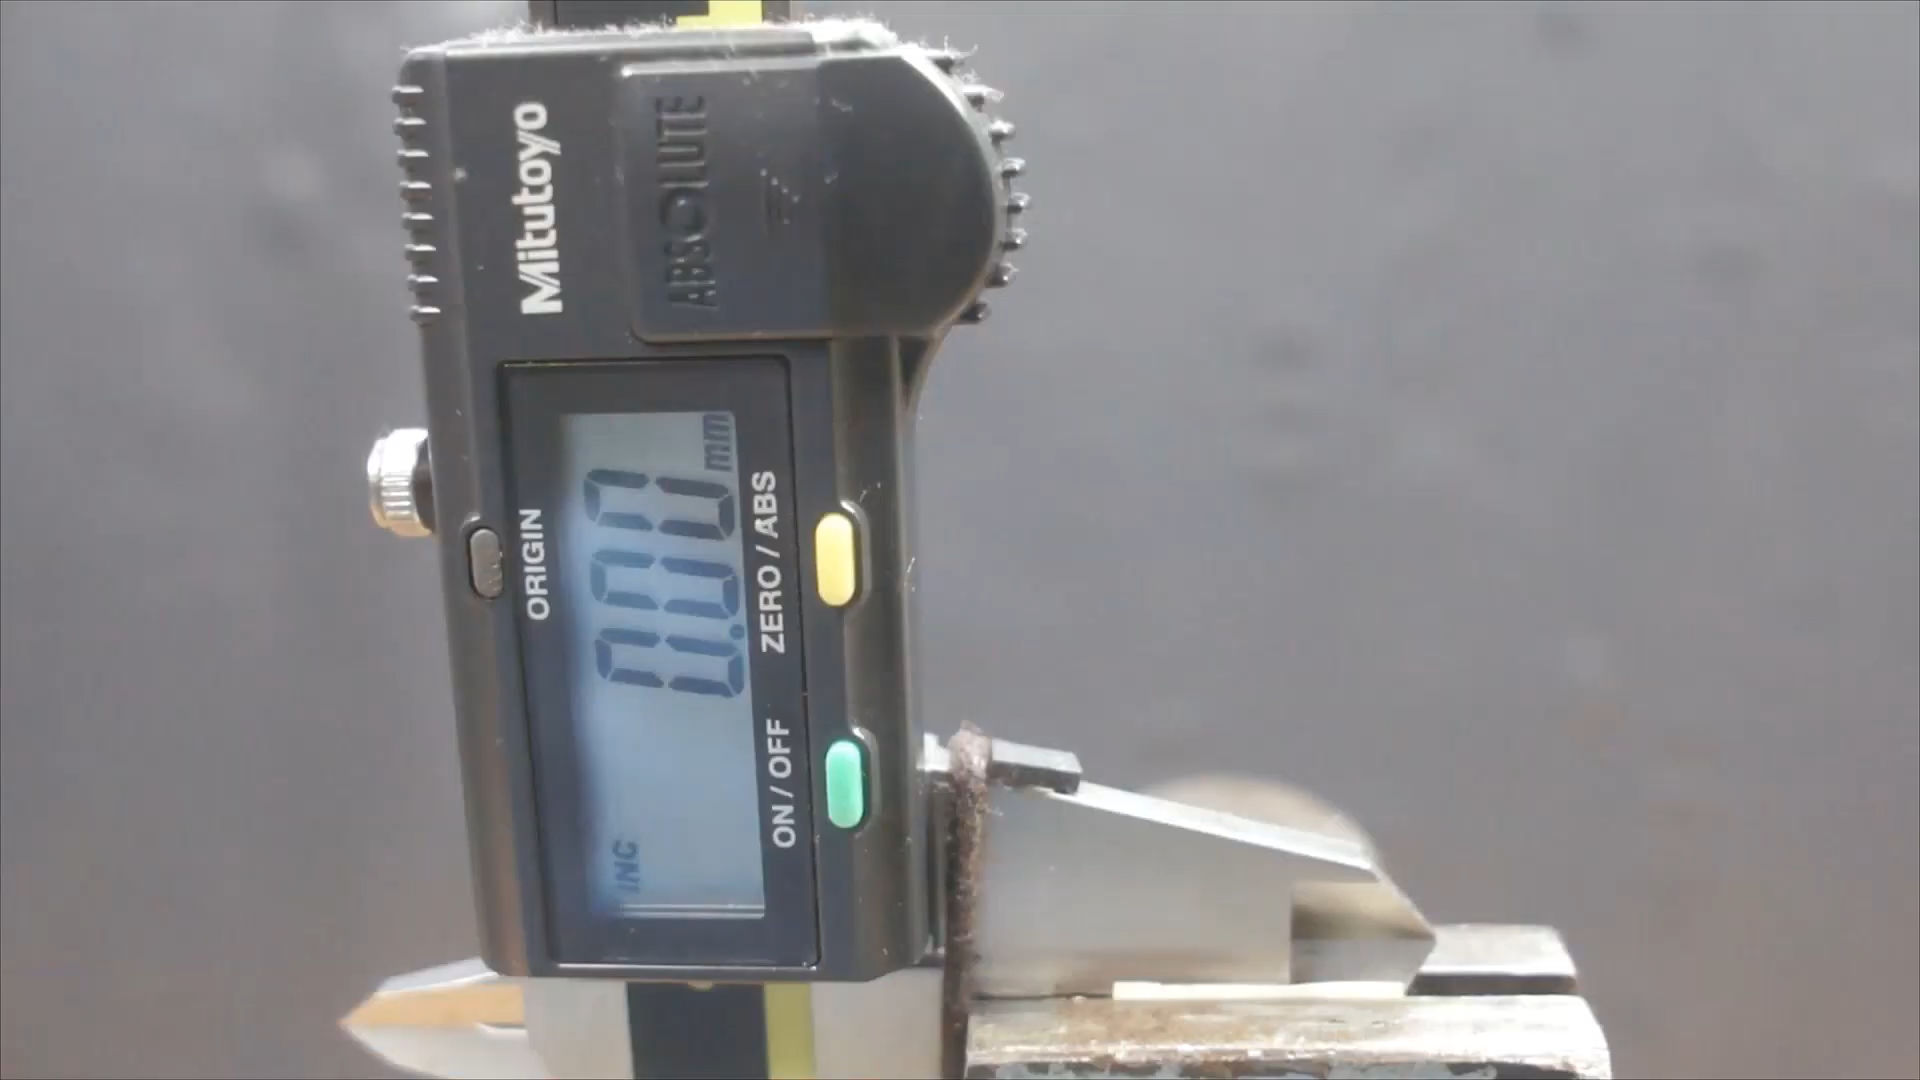 Mitutoyo
ABSOLUTE
ORIGIN
INC 0.00 mm
ON / OFF ZERO / ABS